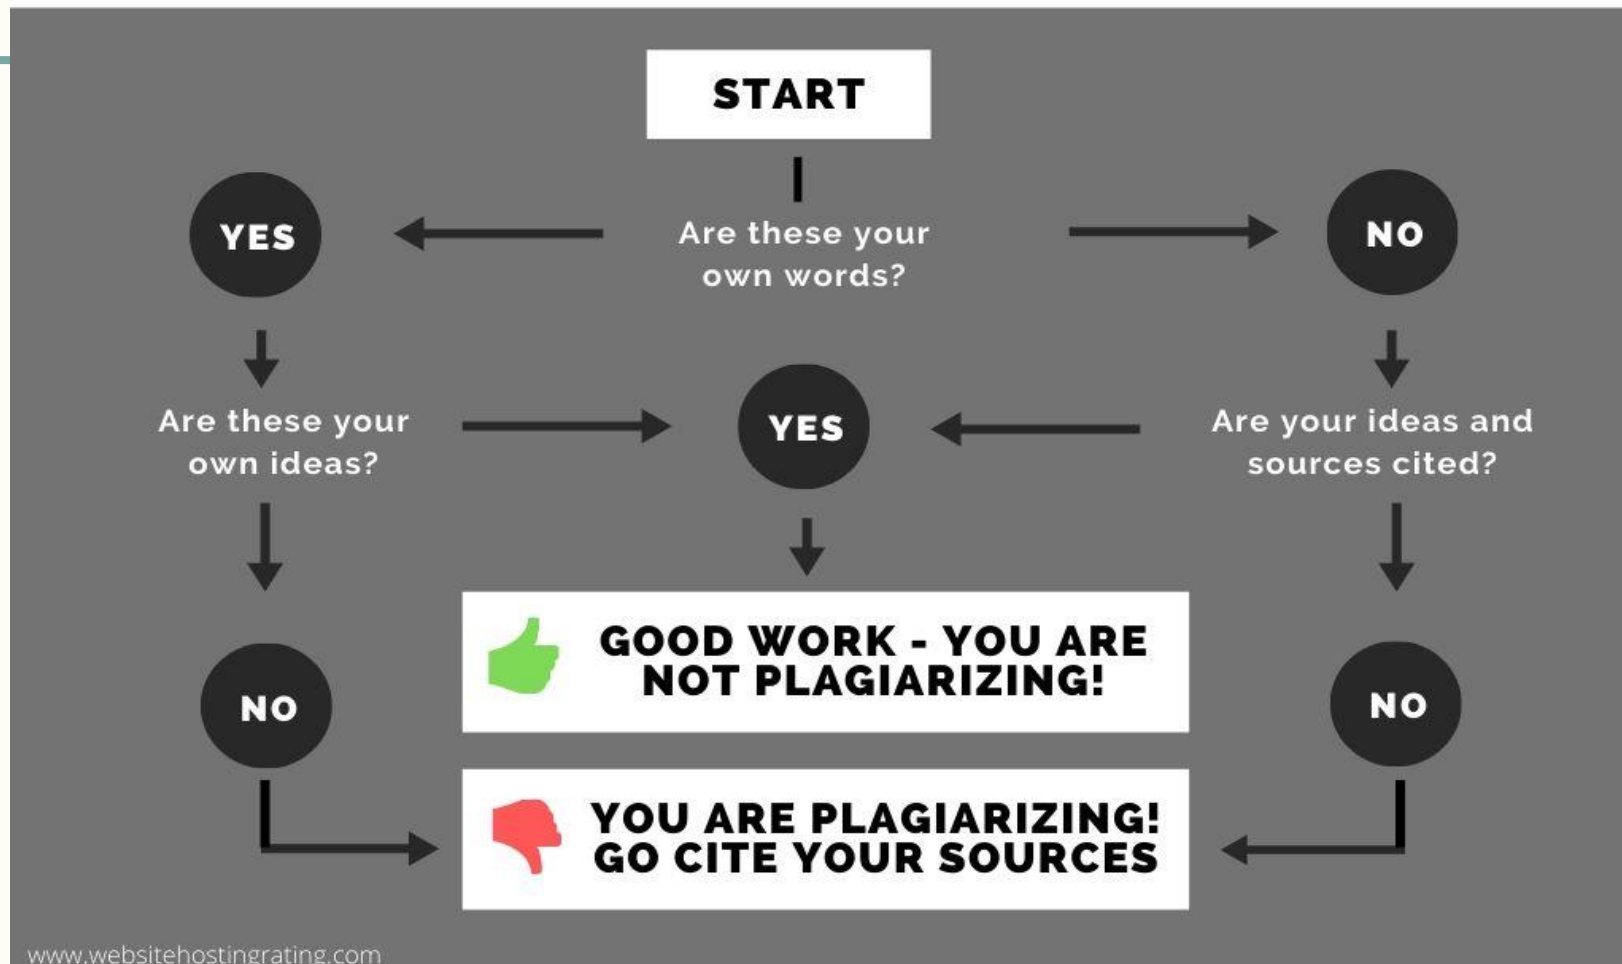 START
YES
Are these your
own words?
NO
Are these your
own ideas?
YES
Are your ideas and
sources cited?
GOOD WORK - YOU ARE
NOT PLAGIARIZING!
NO
NO
YOU ARE PLAGIARIZING!
GO CITE YOUR SOURCES
www.websitehostingrating.com